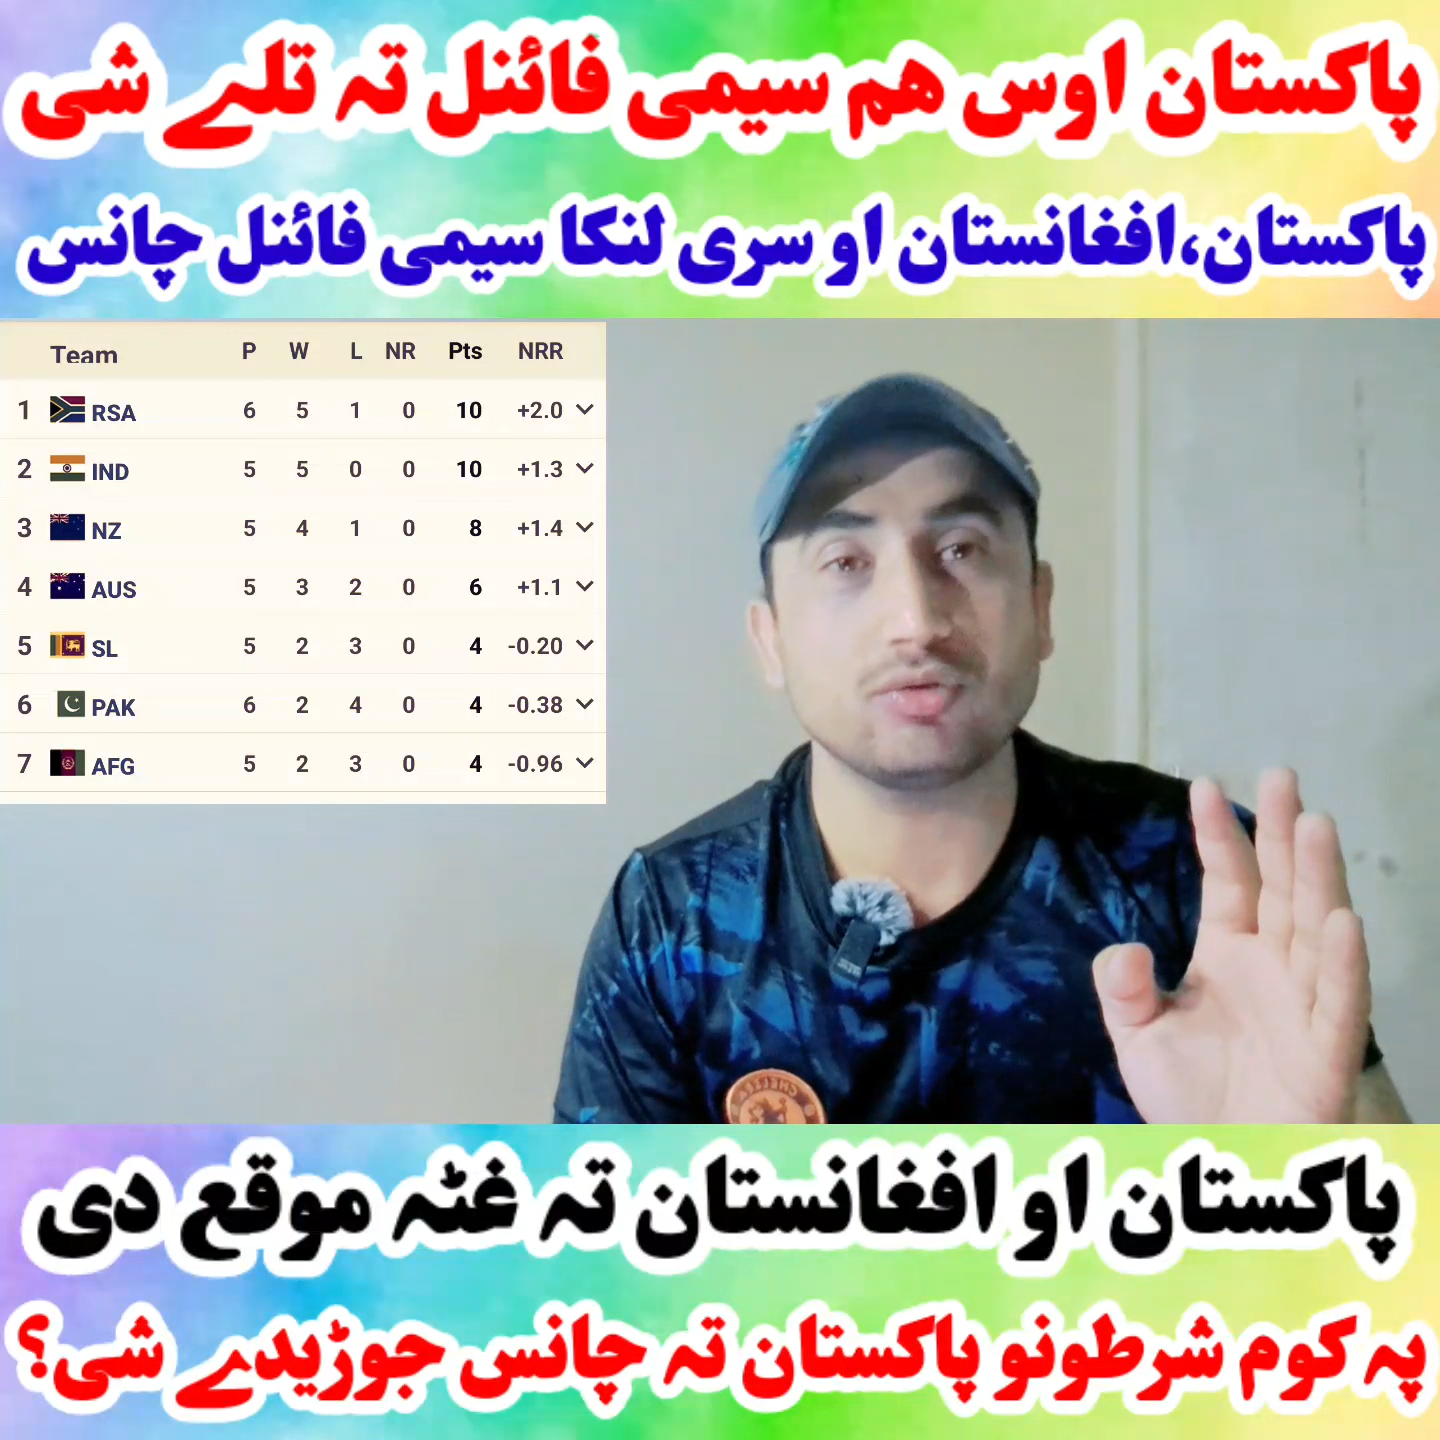 پاکستان اوس هم سیمی فائنل ته تلے شی
پاکستان،افغانستان او سری لنکا سیمی فائنل چانس
Team P W L NR Pts NRR
1 RSA 6 5 1 0 10 +2.0
2 IND 5 5 0 0 10 +1.3
3 NZ 5 4 1 0 8 +1.4
4 AUS 5 3 2 0 6 +1.1
5 SL 5 2 3 0 4 -0.20
6 PAK 6 2 4 0 4 -0.38
7 AFG 5 2 3 0 4 -0.96
CHELSEA
پاکستان او افغانستان ته غټه موقع دی
په کوم شرطونو پاکستان ته چانس جوړیدے شی؟